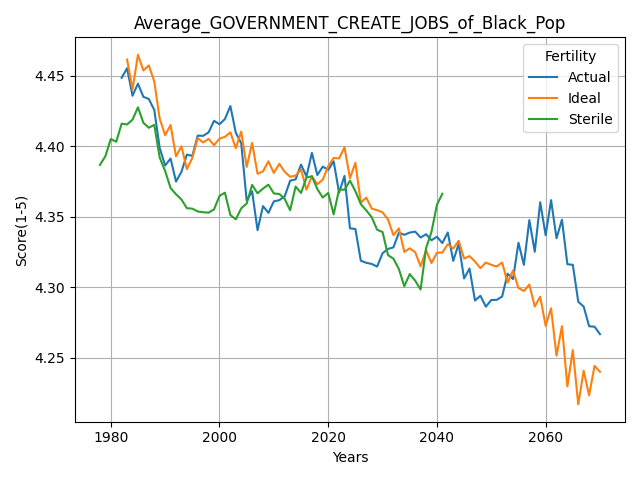 Average_GOVERNMENT_CREATE_JOBS_of_Black_Pop
Fertility
Actual
Ideal
Sterile
Score(1-5)
4.45
4.40
4.35
4.30
4.25
1980 2000 2020 2040 2060
Years